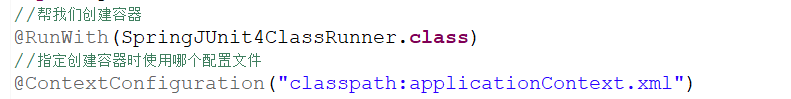 //帮我们创建容器
@RunWith(SpringJUnit4ClassRunner.class)
//指定创建容器时使用哪个配置文件
@ContextConfiguration("classpath:applicationContext.xml")